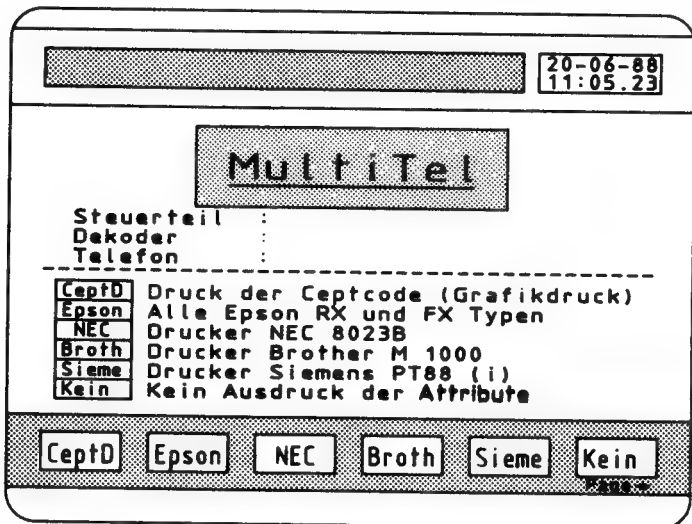 20-06-88
11:05.23
MultiTel
Steuerteil :
Dekoder :
Telefon :
CeptD Druck der Ceptcode (Grafikdruck)
Epson Alle Epson RX und FX Typen
NEC Drucker NEC 8023B
Broth Drucker Brother M 1000
Sieme Drucker Siemens PT88 (i)
Kein Kein Ausdruck der Attribute
CeptD Epson NEC Broth Sieme Kein